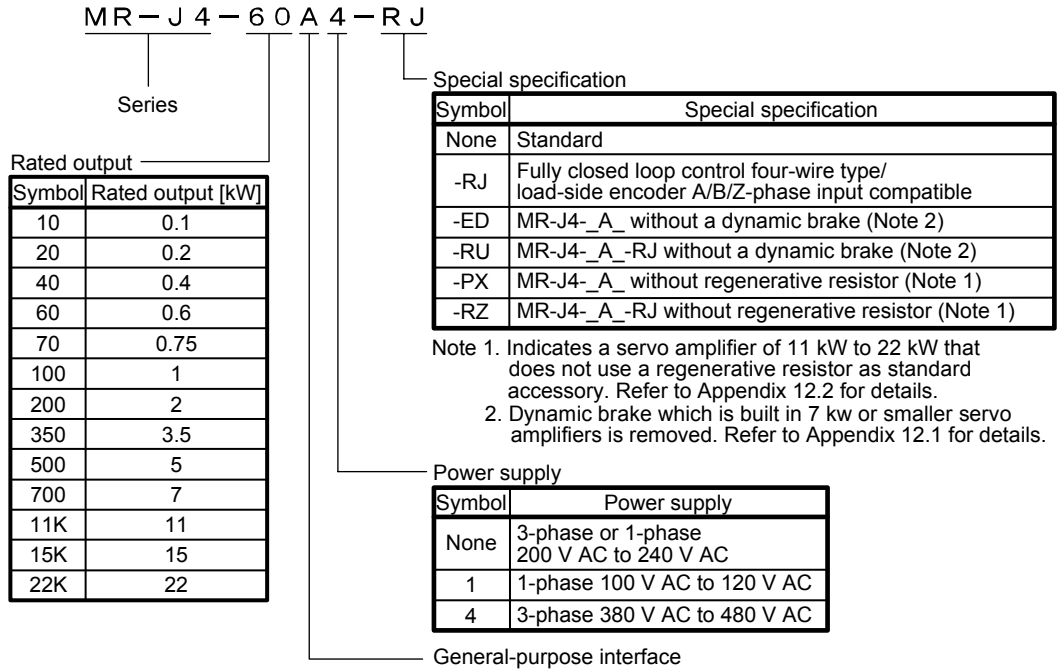 MR-J4-60A4-RJ
Series
Rated output
Symbol Rated output [kW]
10 0.1
20 0.2
40 0.4
60 0.6
70 0.75
100 1
200 2
350 3.5
500 5
700 7
11K 11
15K 15
22K 22
Special specification
Symbol Special specification
None Standard
-RJ Fully closed loop control four-wire type/
load-side encoder A/B/Z-phase input compatible
-ED MR-J4-_A_ without a dynamic brake (Note 2)
-RU MR-J4-_A_-RJ without a dynamic brake (Note 2)
-PX MR-J4-_A_ without regenerative resistor (Note 1)
-RZ MR-J4-_A_-RJ without regenerative resistor (Note 1)
Note 1. Indicates a servo amplifier of 11 kW to 22 kW that
does not use a regenerative resistor as standard
accessory. Refer to Appendix 12.2 for details.
2. Dynamic brake which is built in 7 kw or smaller servo
amplifiers is removed. Refer to Appendix 12.1 for details.
Power supply
Symbol Power supply
None 3-phase or 1-phase
200 V AC to 240 V AC
1 1-phase 100 V AC to 120 V AC
4 3-phase 380 V AC to 480 V AC
General-purpose interface